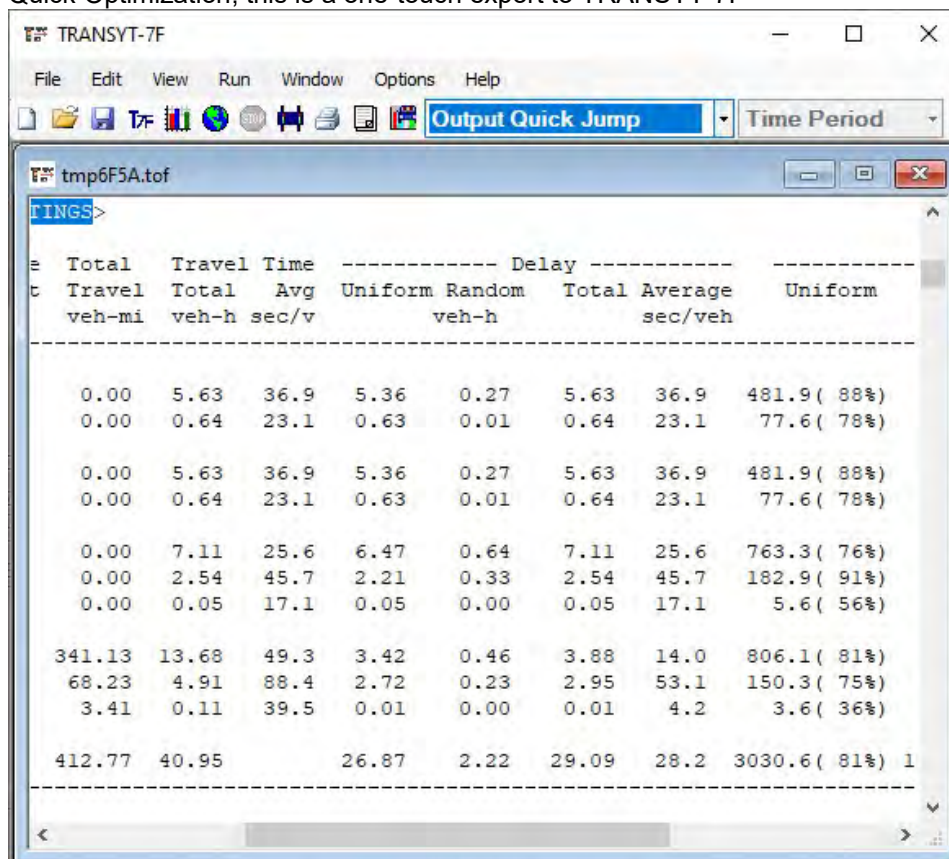 TRANSYT-7F
File Edit View Run Window Options Help
T7F Output Quick Jump Time Period
tmp6F5A.tof
TINGS>
e Total Travel Time ------------ Delay ----------- -----------
t Travel Total Avg Uniform Random Total Average Uniform
veh-mi veh-h sec/v veh-h sec/veh
0.00 5.63 36.9 5.36 0.27 5.63 36.9 481.9( 88%)
0.00 0.64 23.1 0.63 0.01 0.64 23.1 77.6( 78%)
0.00 5.63 36.9 5.36 0.27 5.63 36.9 481.9( 88%)
0.00 0.64 23.1 0.63 0.01 0.64 23.1 77.6( 78%)
0.00 7.11 25.6 6.47 0.64 7.11 25.6 763.3( 76%)
0.00 2.54 45.7 2.21 0.33 2.54 45.7 182.9( 91%)
0.00 0.05 17.1 0.05 0.00 0.05 17.1 5.6( 56%)
341.13 13.68 49.3 3.42 0.46 3.88 14.0 806.1( 81%)
68.23 4.91 88.4 2.72 0.23 2.95 53.1 150.3( 75%)
3.41 0.11 39.5 0.01 0.00 0.01 4.2 3.6( 36%)
412.77 40.95 26.87 2.22 29.09 28.2 3030.6( 81%) 1